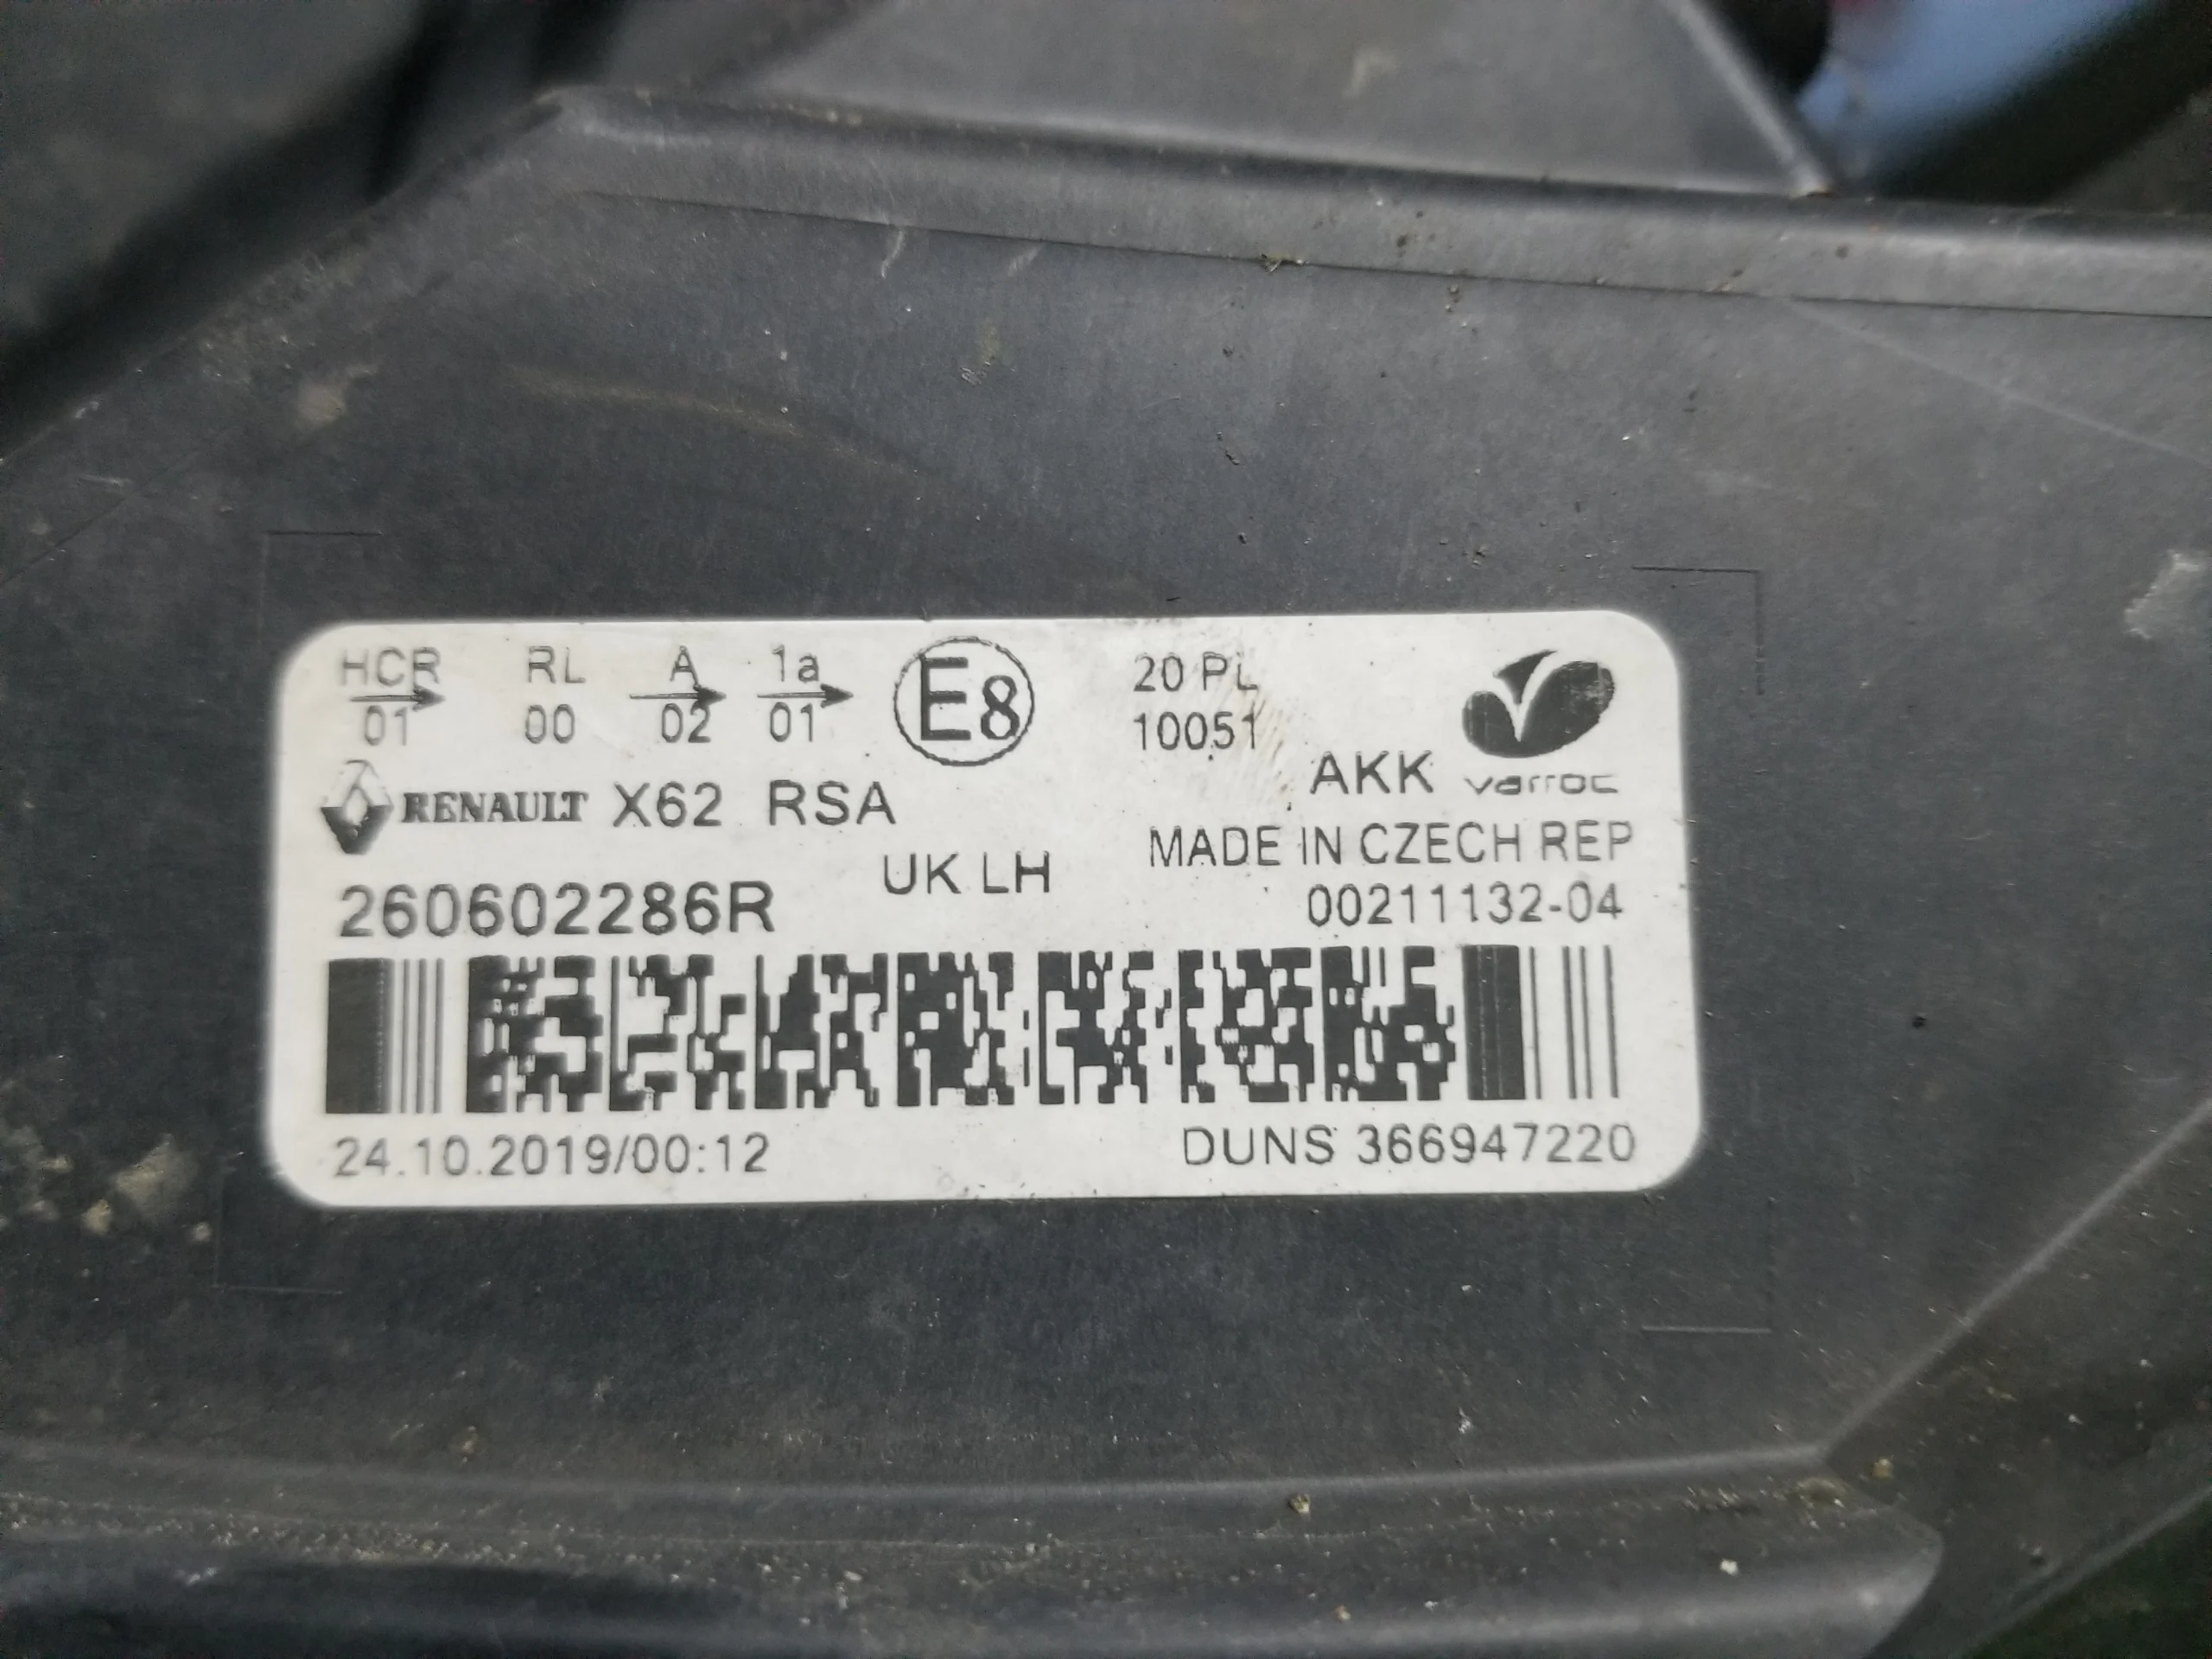 HCR RL A 1a E8 20 PL
01 00 02 01 10051
RENAULT X62 RSA AKK varroc
UK LH MADE IN CZECH REP
260602286R 00211132-04
24.10.2019/00:12 DUNS 366947220